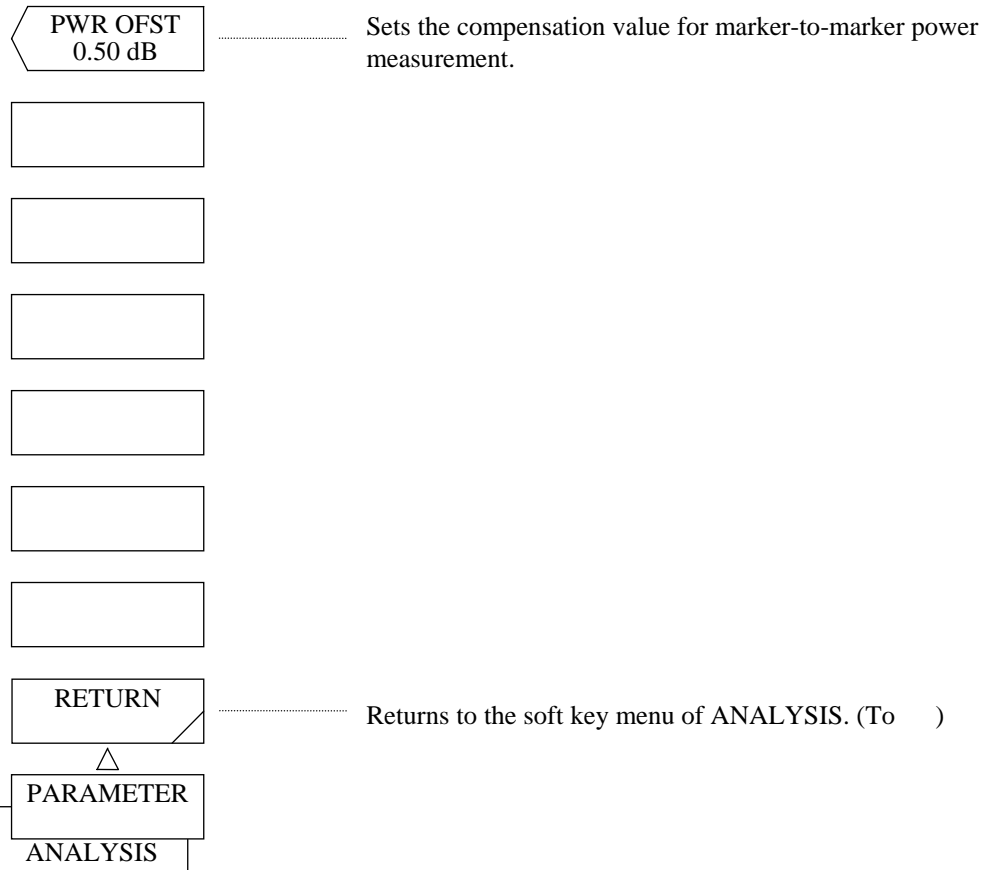 PWR OFST
0.50 dB
Sets the compensation value for marker-to-marker power
measurement.
RETURN
Returns to the soft key menu of ANALYSIS. (To )
PARAMETER
ANALYSIS